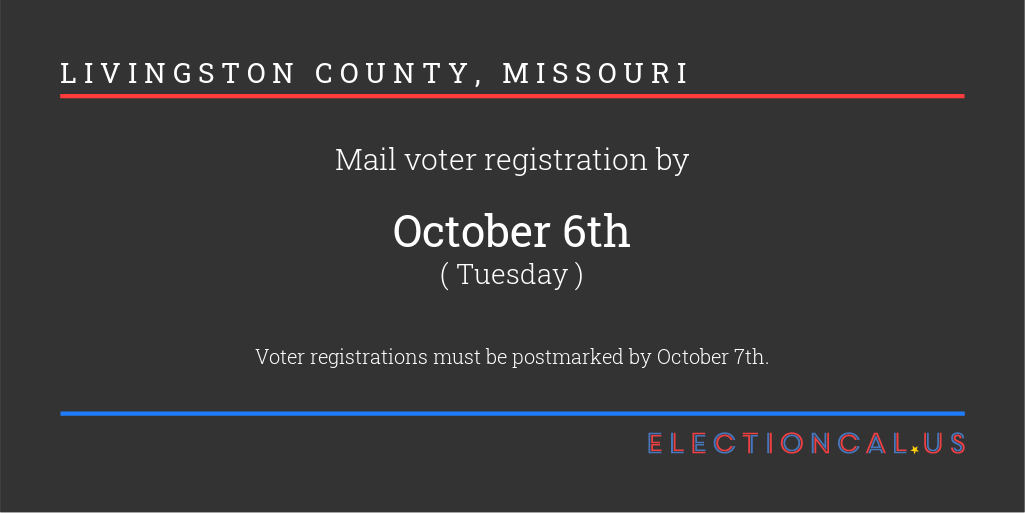 LIVINGSTON COUNTY, MISSOURI
Mail voter registration by
October 6th
( Tuesday )
Voter registrations must be postmarked by October 7th.
ELECTIONCAL.US